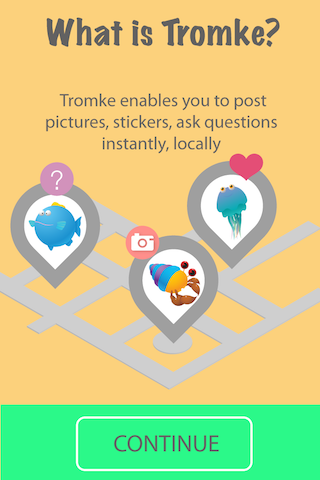 What is Tromke?
Tromke enables you to post
pictures, stickers, ask questions
instantly, locally
?
CONTINUE